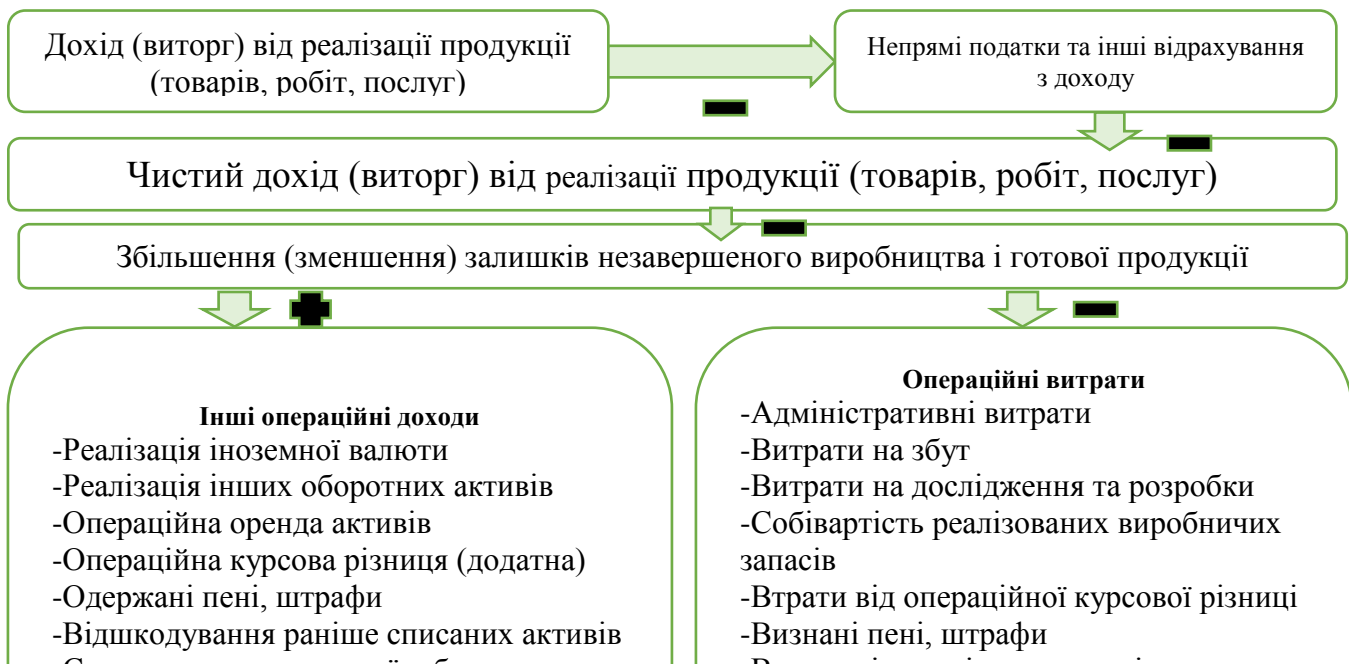 Дохід (виторг) від реалізації продукції
(товарів, робіт, послуг)
Непрямі податки та інші відрахування
з доходу
Чистий дохід (виторг) від реалізації продукції (товарів, робіт, послуг)
Збільшення (зменшення) залишків незавершеного виробництва і готової продукції
Інші операційні доходи
-Реалізація іноземної валюти
-Реалізація інших оборотних активів
-Операційна оренда активів
-Операційна курсова різниця (додатна)
-Одержані пені, штрафи
-Відшкодування раніше списаних активів
Операційні витрати
-Адміністративні витрати
-Витрати на збут
-Витрати на дослідження та розробки
-Собівартість реалізованих виробничих
запасів
-Втрати від операційної курсової різниці
-Визнані пені, штрафи